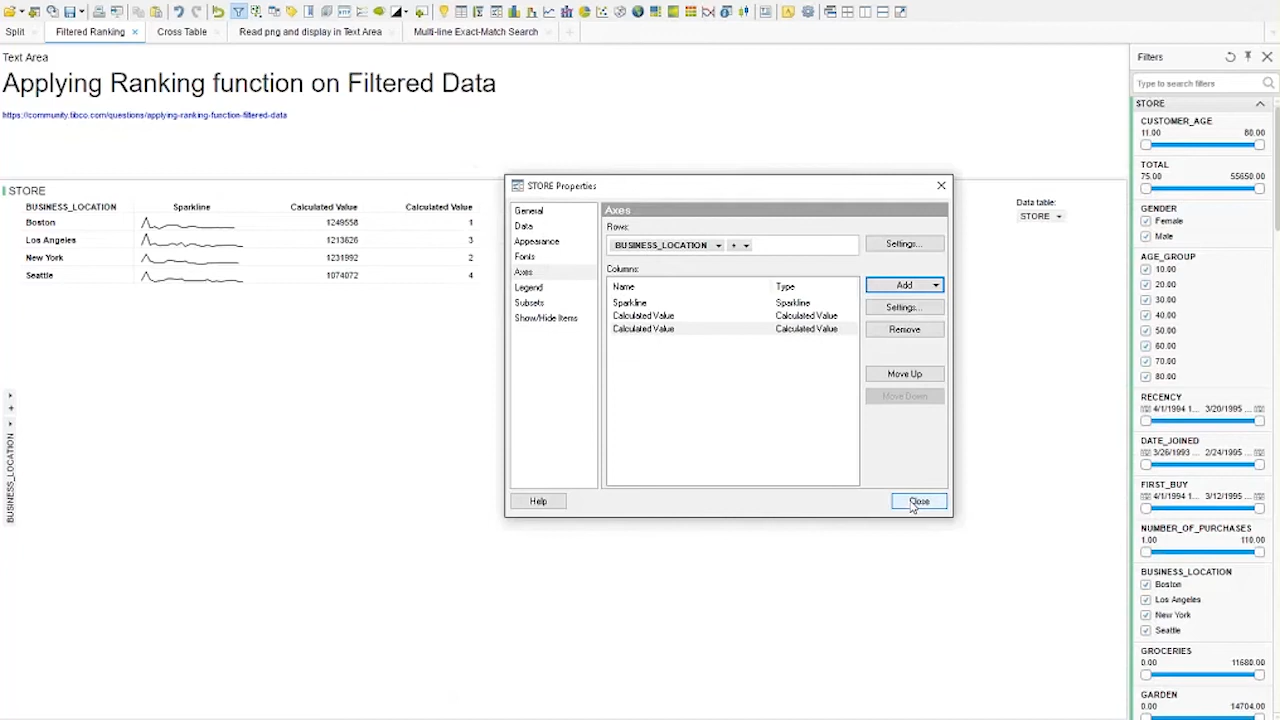 Split
Filtered Ranking
Cross Table
Read png and display in Text Area
Multi-line Exact-Match Search
Text Area
Applying Ranking function on Filtered Data
https://community.tibco.com/questions/applying-ranking-function-filtered-data
STORE
BUSINESS_LOCATION Sparkline Calculated Value Calculated Value
Boston 1249558 1
Los Angeles 1213626 3
New York 1231992 2
Seattle 1074072 4
BUSINESS_LOCATION
STORE Properties
General
Data
Appearance
Fonts
Axes
Legend
Subsets
Show/Hide Items
Axes
Rows:
BUSINESS_LOCATION +
Settings...
Columns:
Name Type
Sparkline Sparkline
Calculated Value Calculated Value
Calculated Value Calculated Value
Add
Settings...
Remove
Move Up
Move Down
Help
Close
Data table:
STORE
Filters
Type to search filters
STORE
CUSTOMER_AGE
11.00 80.00
TOTAL
75.00 55650.00
GENDER
Female
Male
AGE_GROUP
10.00
20.00
30.00
40.00
50.00
60.00
70.00
80.00
RECENCY
4/1/1994 1... 3/20/1995 ...
DATE_JOINED
3/26/1993 ... 2/24/1995 ...
FIRST_BUY
4/1/1994 1... 3/12/1995 ...
NUMBER_OF_PURCHASES
1.00 110.00
BUSINESS_LOCATION
Boston
Los Angeles
New York
Seattle
GROCERIES
0.00 11680.00
GARDEN
0.00 14704.00